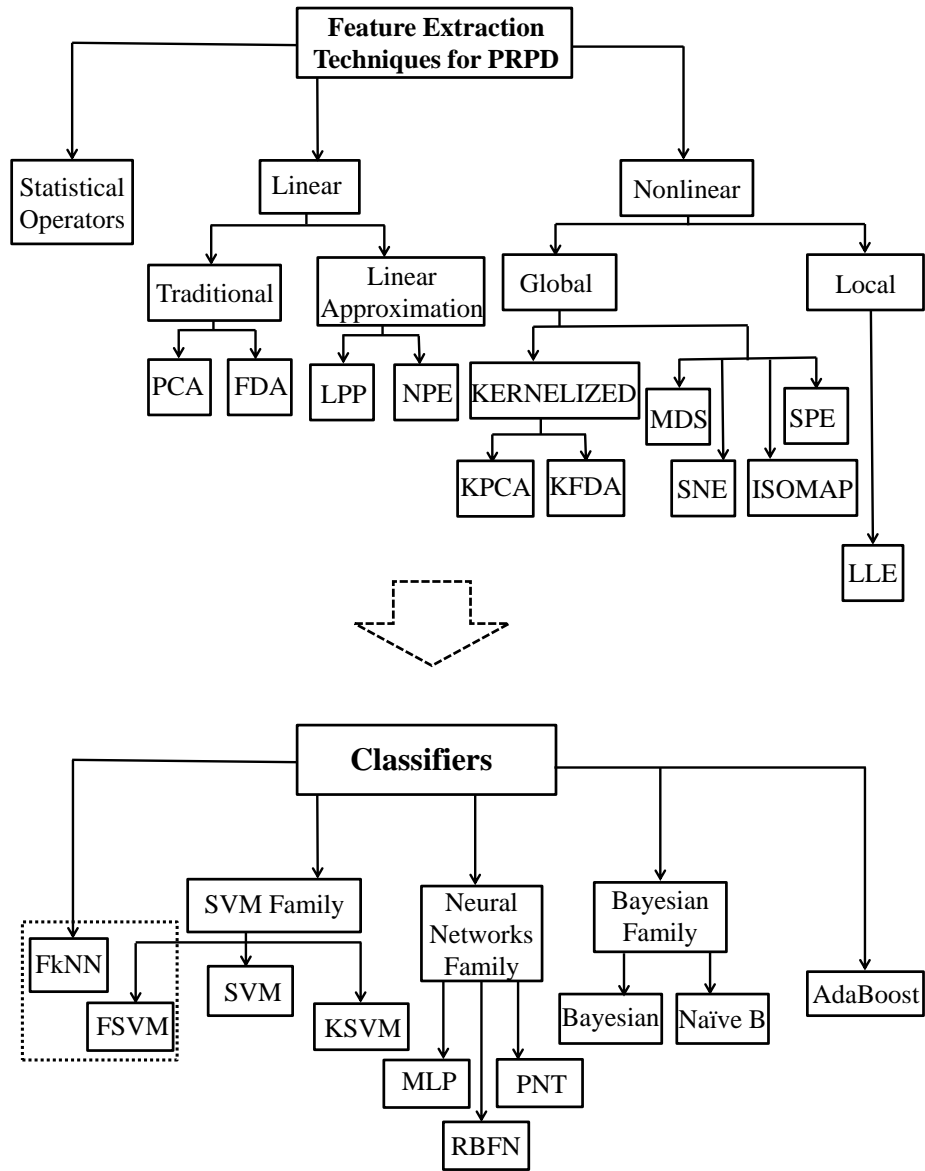 Feature Extraction
Techniques for PRPD
Statistical
Operators
Linear
Nonlinear
Traditional
Linear
Approximation
Global
Local
PCA
FDA
LPP
NPE
KERNELIZED
MDS
SPE
KPCA
KFDA
SNE
ISOMAP
LLE
Classifiers
SVM Family
Neural
Networks
Family
Bayesian
Family
FkNN
FSVM
SVM
KSVM
AdaBoost
Bayesian
Naïve B
MLP
PNT
RBFN